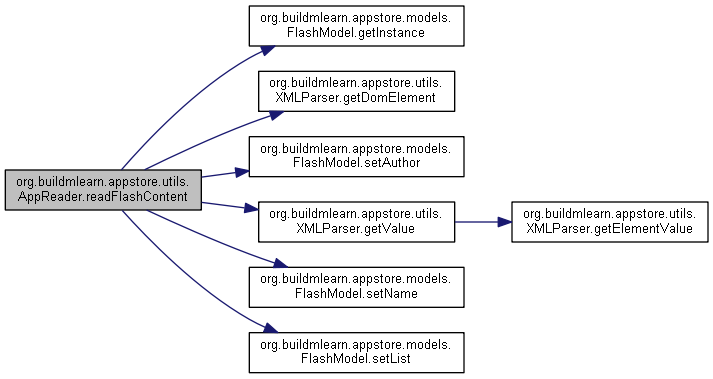 org.buildmlearn.appstore.models.
FlashModel.getInstance
org.buildmlearn.appstore.utils.
XMLParser.getDomElement
org.buildmlearn.appstore.models.
FlashModel.setAuthor
org.buildmlearn.appstore.utils.
AppReader.readFlashContent
org.buildmlearn.appstore.utils.
XMLParser.getValue
org.buildmlearn.appstore.utils.
XMLParser.getElementValue
org.buildmlearn.appstore.models.
FlashModel.setName
org.buildmlearn.appstore.models.
FlashModel.setList